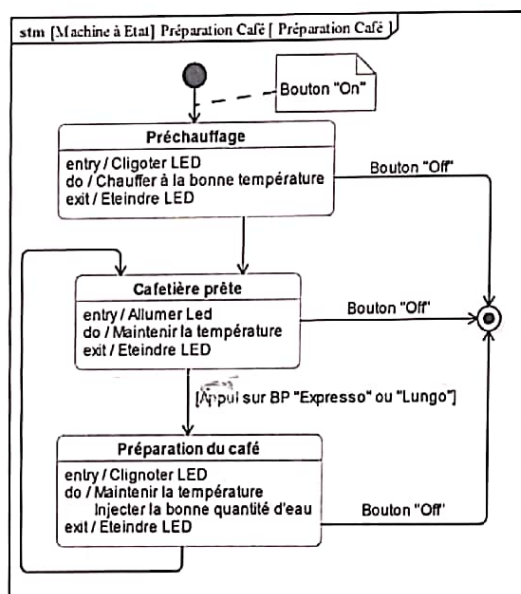 stm [Machine à Etat] Préparation Café [ Préparation Café ]
Bouton "On"
Préchauffage
entry / Cligoter LED
do / Chauffer à la bonne température
exit / Eteindre LED
Bouton "Off"
Cafetière prête
entry / Allumer Led
do / Maintenir la température
exit / Eteindre LED
Bouton "Off"
[Appui sur BP "Expresso" ou "Lungo"]
Préparation du café
entry / Clignoter LED
do / Maintenir la température
Injecter la bonne quantité d'eau
exit / Eteindre LED
Bouton "Off"